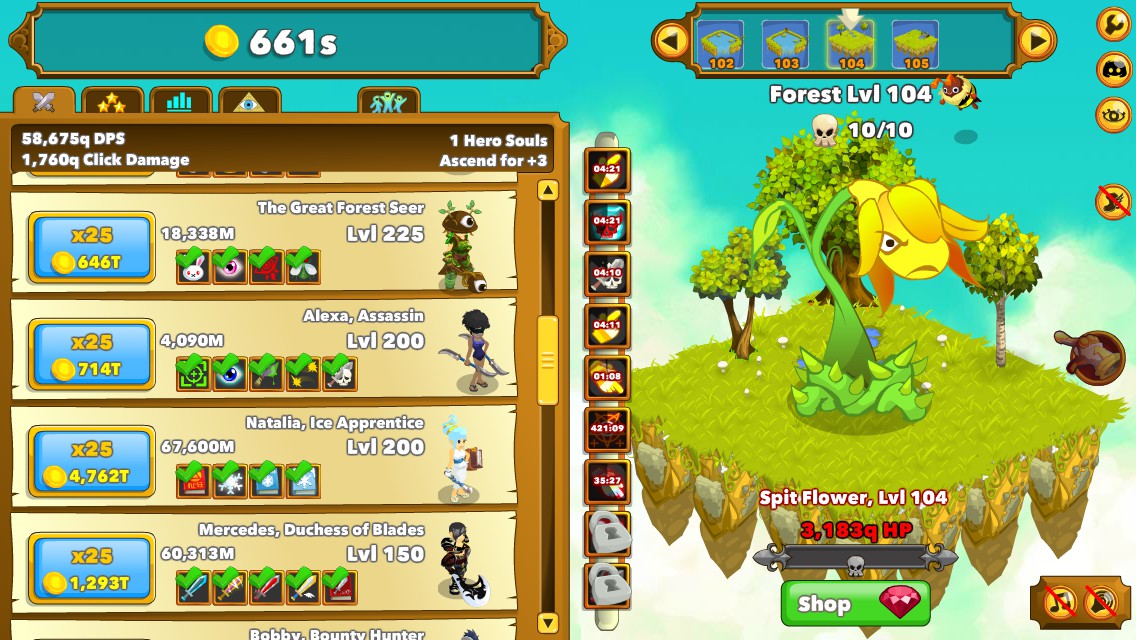 661s
58,675q DPS
1,760q Click Damage
1 Hero Souls
Ascend for +3
The Great Forest Seer
x25
18,338M
Lvl 225
646T
Alexa, Assassin
x25
4,090M
Lvl 200
714T
Natalia, Ice Apprentice
x25
67,600M
Lvl 200
4,762T
Mercedes, Duchess of Blades
x25
60,313M
Lvl 150
1,293T
Bobby, Bounty Hunter
04:21
04:21
04:10
04:11
01:08
421:09
35:27
102
103
104
105
Forest Lvl 104
10/10
Spit Flower, Lvl 104
3,183q HP
Shop